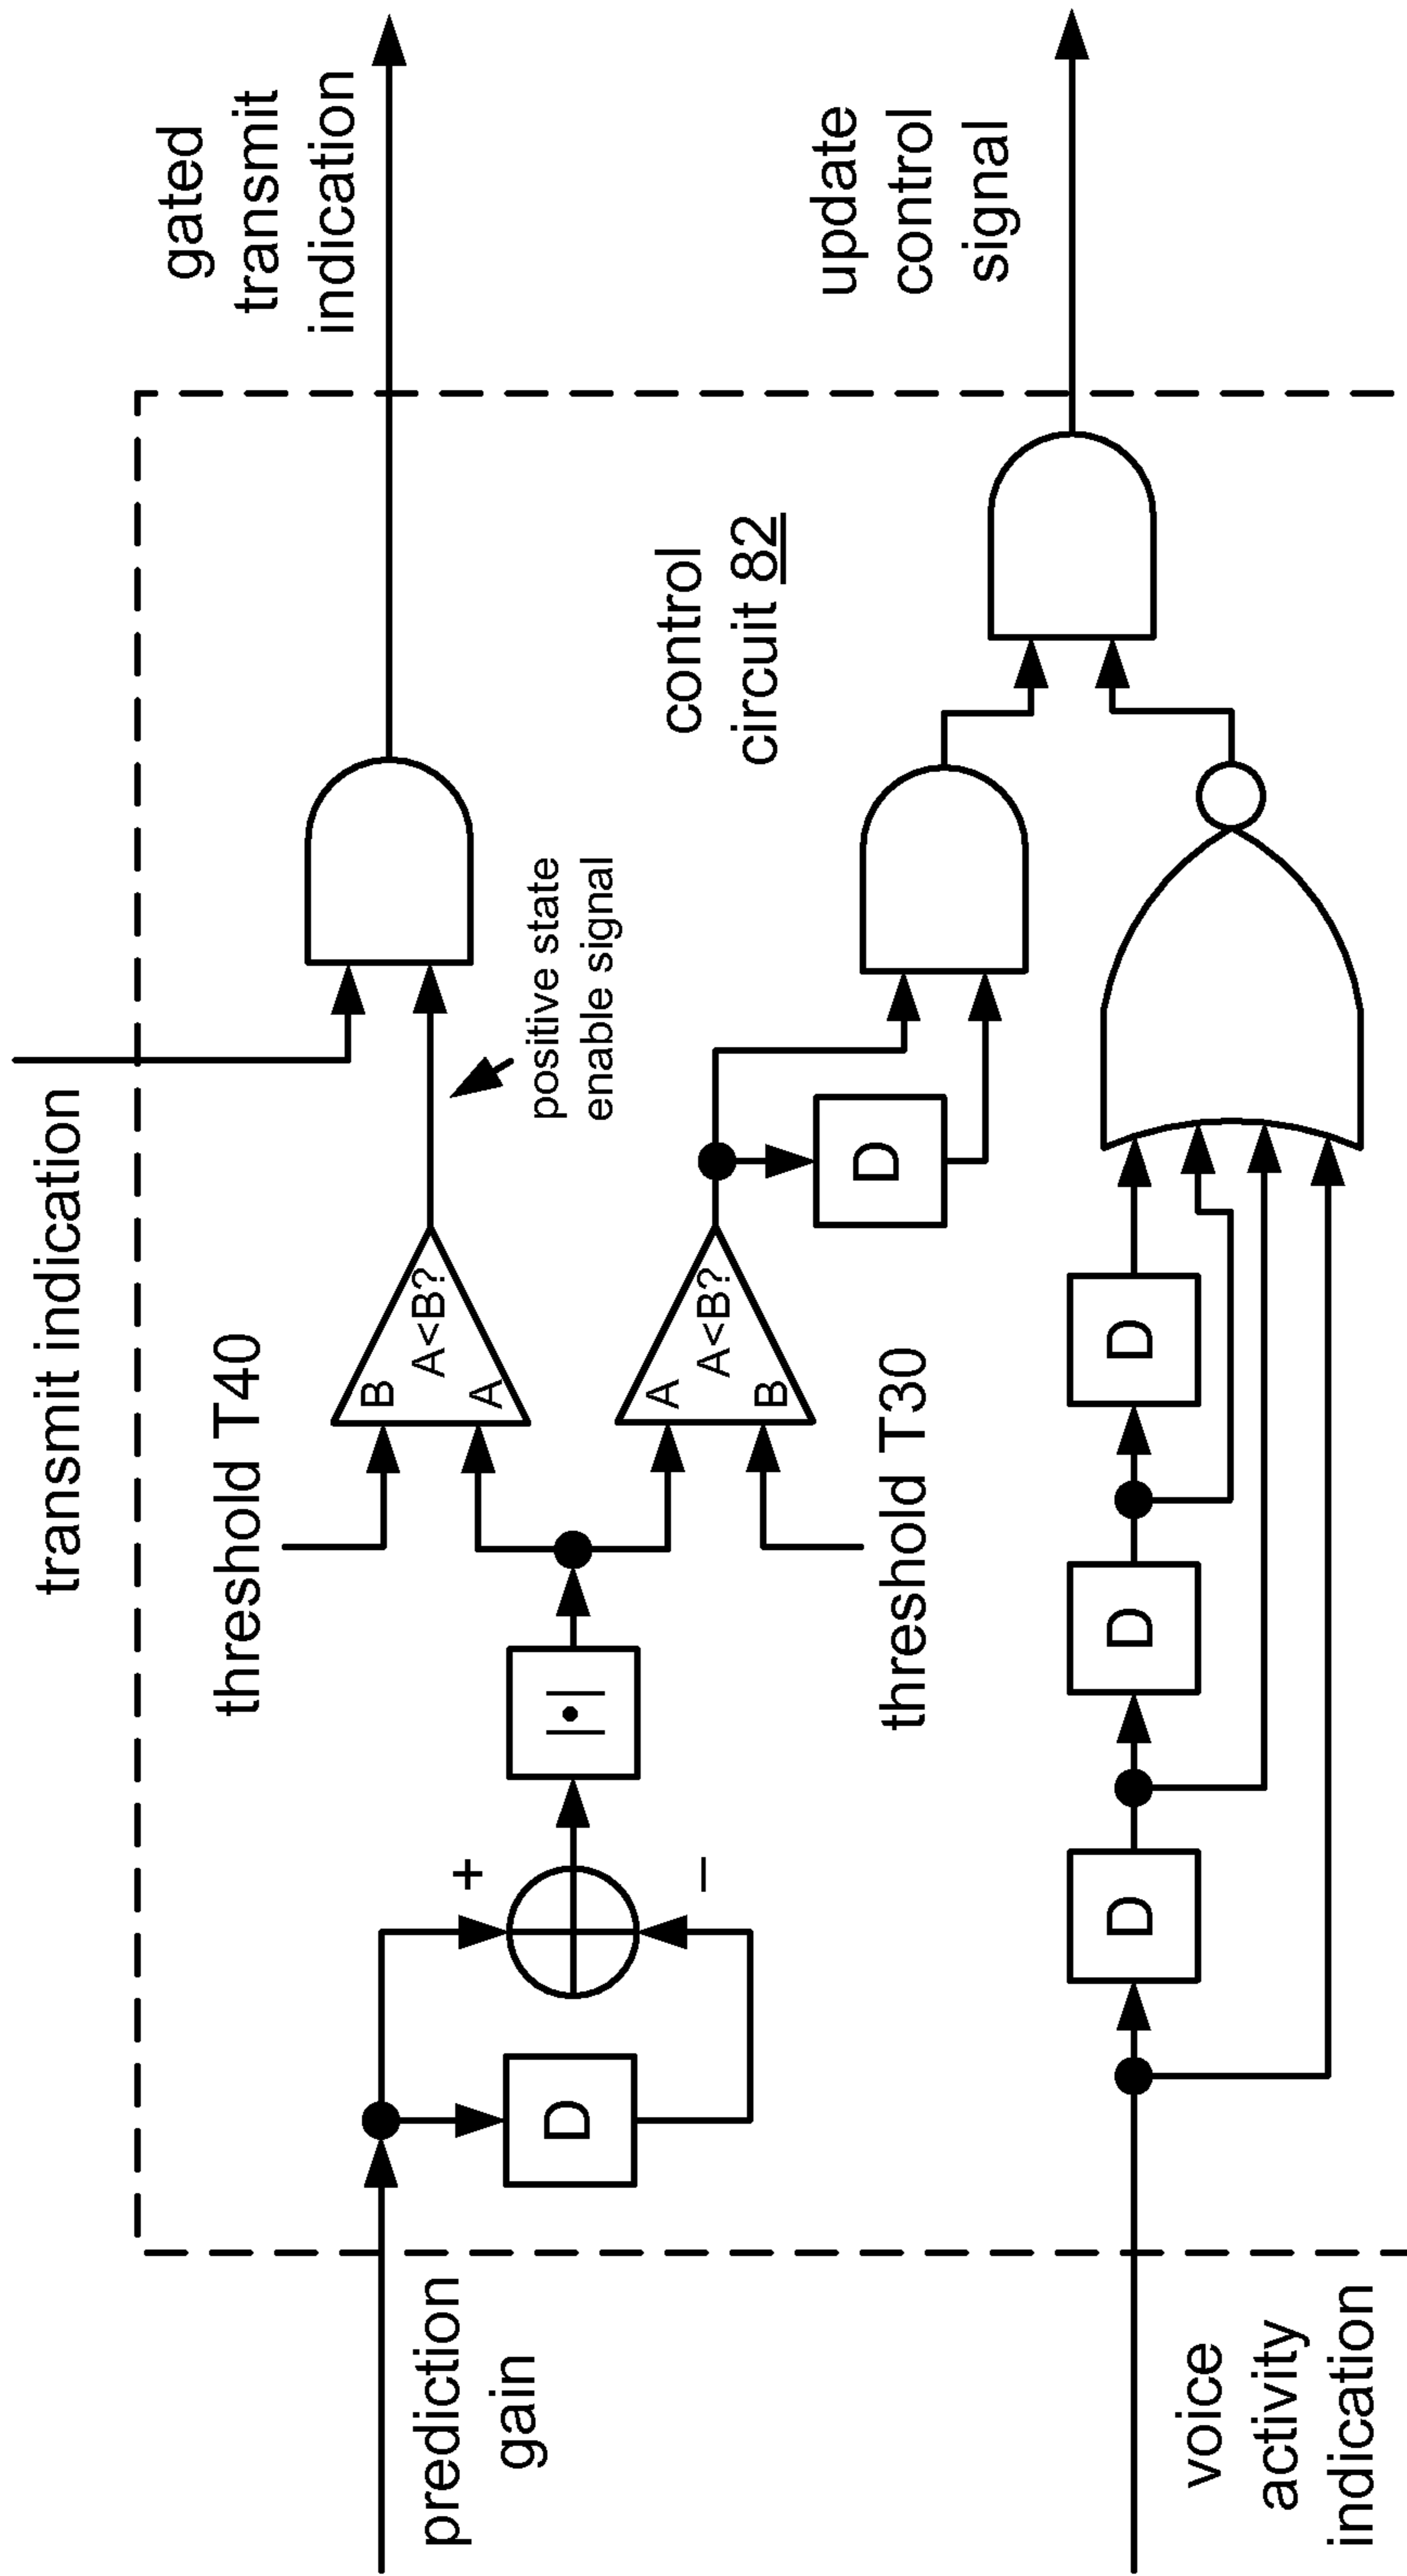 transmit indication
gated
transmit
indication
threshold T40
B
A<B?
A
positive state
enable signal
prediction
gain
D
+
–
|•|
A
A<B?
B
threshold T30
D
control
circuit 82
update
control
signal
voice
activity
indication
D
D
D